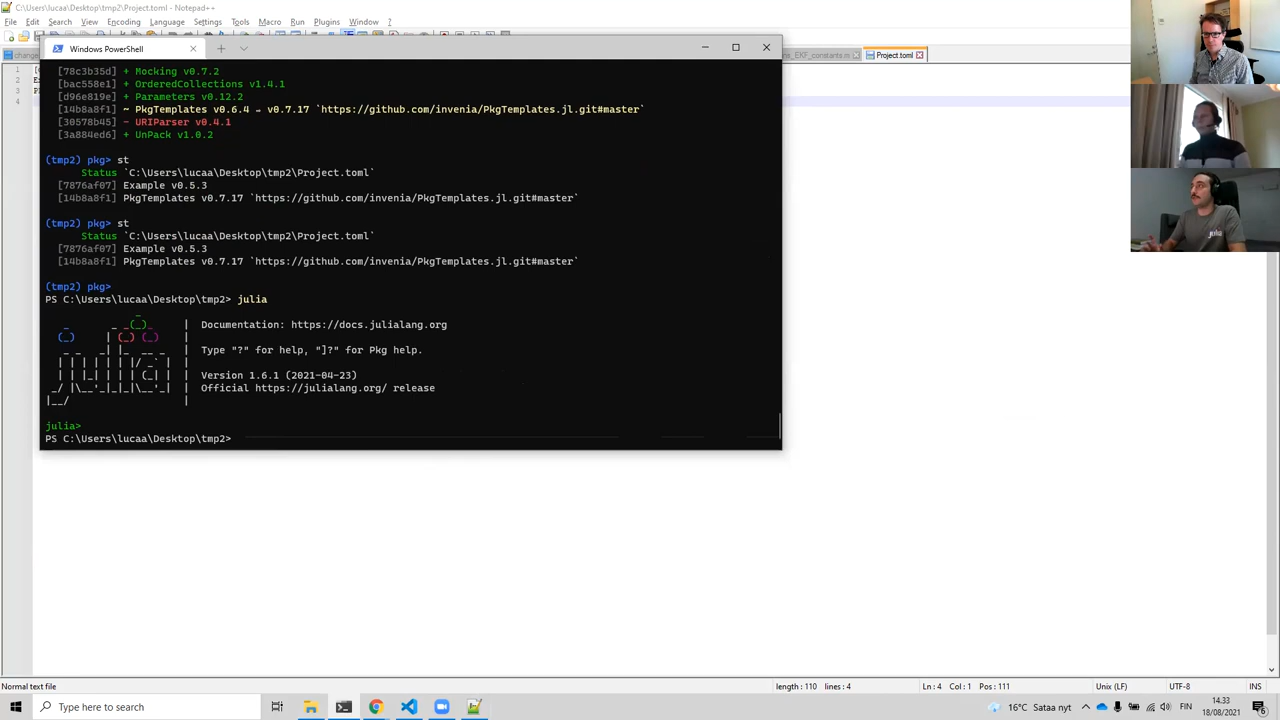 C:\Users\lucaa\Desktop\tmp2\Project.toml - Notepad++
File Edit Search View Encoding Language Settings Tools Macro Run Plugins Window ?
Windows PowerShell
Project.toml
1
2
3
4
[78c3b35d] + Mocking v0.7.2
[bac558e1] + OrderedCollections v1.4.1
[d96e819e] + Parameters v0.12.2
[14b8a8f1] ~ PkgTemplates v0.6.4 → v0.7.17 `https://github.com/invenia/PkgTemplates.jl.git#master`
[30578b45] - URIParser v0.4.1
[3a884ed6] + UnPack v1.0.2
(tmp2) pkg> st
Status `C:\Users\lucaa\Desktop\tmp2\Project.toml`
[7876af07] Example v0.5.3
[14b8a8f1] PkgTemplates v0.7.17 `https://github.com/invenia/PkgTemplates.jl.git#master`
(tmp2) pkg> st
Status `C:\Users\lucaa\Desktop\tmp2\Project.toml`
[7876af07] Example v0.5.3
[14b8a8f1] PkgTemplates v0.7.17 `https://github.com/invenia/PkgTemplates.jl.git#master`
(tmp2) pkg>
PS C:\Users\lucaa\Desktop\tmp2> julia
Documentation: https://docs.julialang.org
Type "?" for help, "]?" for Pkg help.
Version 1.6.1 (2021-04-23)
Official https://julialang.org/ release
julia>
PS C:\Users\lucaa\Desktop\tmp2>
julia
Normal text file
length : 110 lines : 4
Ln : 4 Col : 1 Pos : 111
Unix (LF)
UTF-8
INS
Type here to search
16°C Sataa nyt
FIN
14.33
18/08/2021